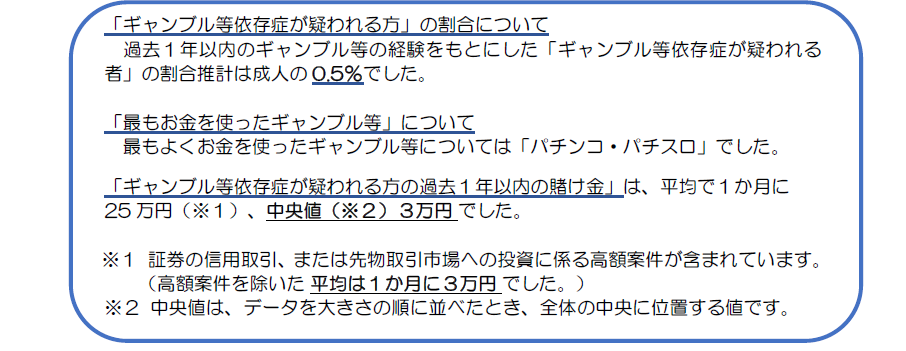 「ギャンブル等依存症が疑われる方」の割合について
過去１年以内のギャンブル等の経験をもとにした「ギャンブル等依存症が疑われる
者」の割合推計は成人の 0.5%でした。
「最もお金を使ったギャンブル等」について
最もよくお金を使ったギャンブル等については「パチンコ・パチスロ」でした。
「ギャンブル等依存症が疑われる方の過去１年以内の賭け金」は、平均で１か月に
25 万円（※１）、中央値（※２）３万円 でした。
※１ 証券の信用取引、または先物取引市場への投資に係る高額案件が含まれています。
（高額案件を除いた 平均は１か月に３万円 でした。）
※２ 中央値は、データを大きさの順に並べたとき、全体の中央に位置する値です。